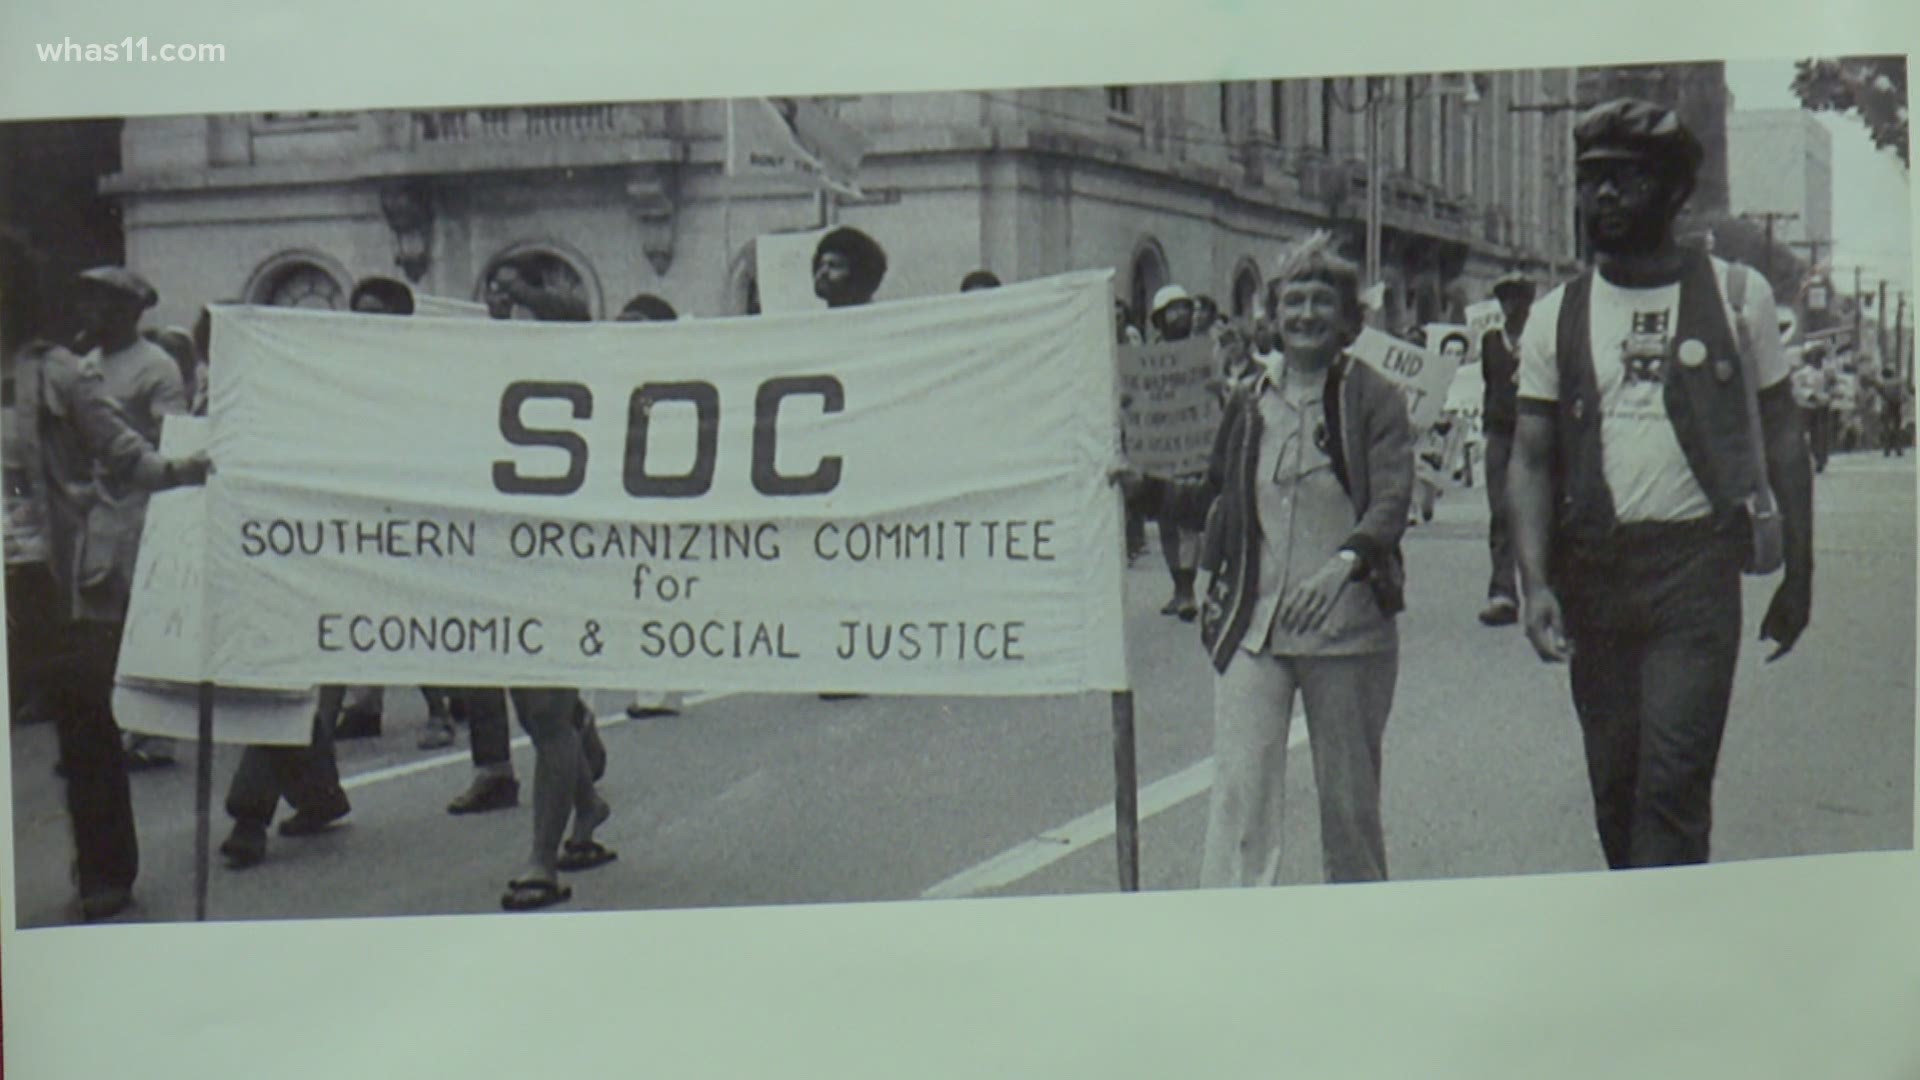 whas11.com
SOC
SOUTHERN ORGANIZING COMMITTEE
for
ECONOMIC & SOCIAL JUSTICE
END